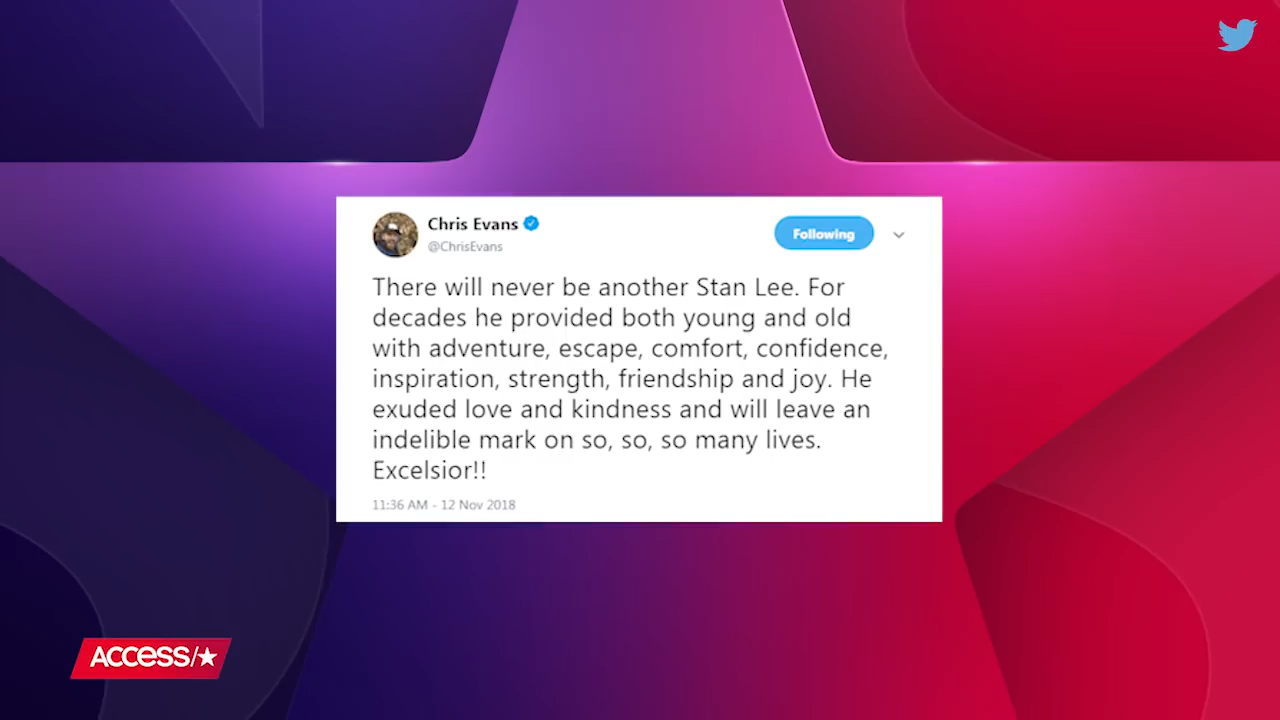 Chris Evans
Following
@ChrisEvans
There will never be another Stan Lee. For
decades he provided both young and old
with adventure, escape, comfort, confidence,
inspiration, strength, friendship and joy. He
exuded love and kindness and will leave an
indelible mark on so, so, so many lives.
Excelsior!!
11:36 AM - 12 Nov 2018
ACCESS/★